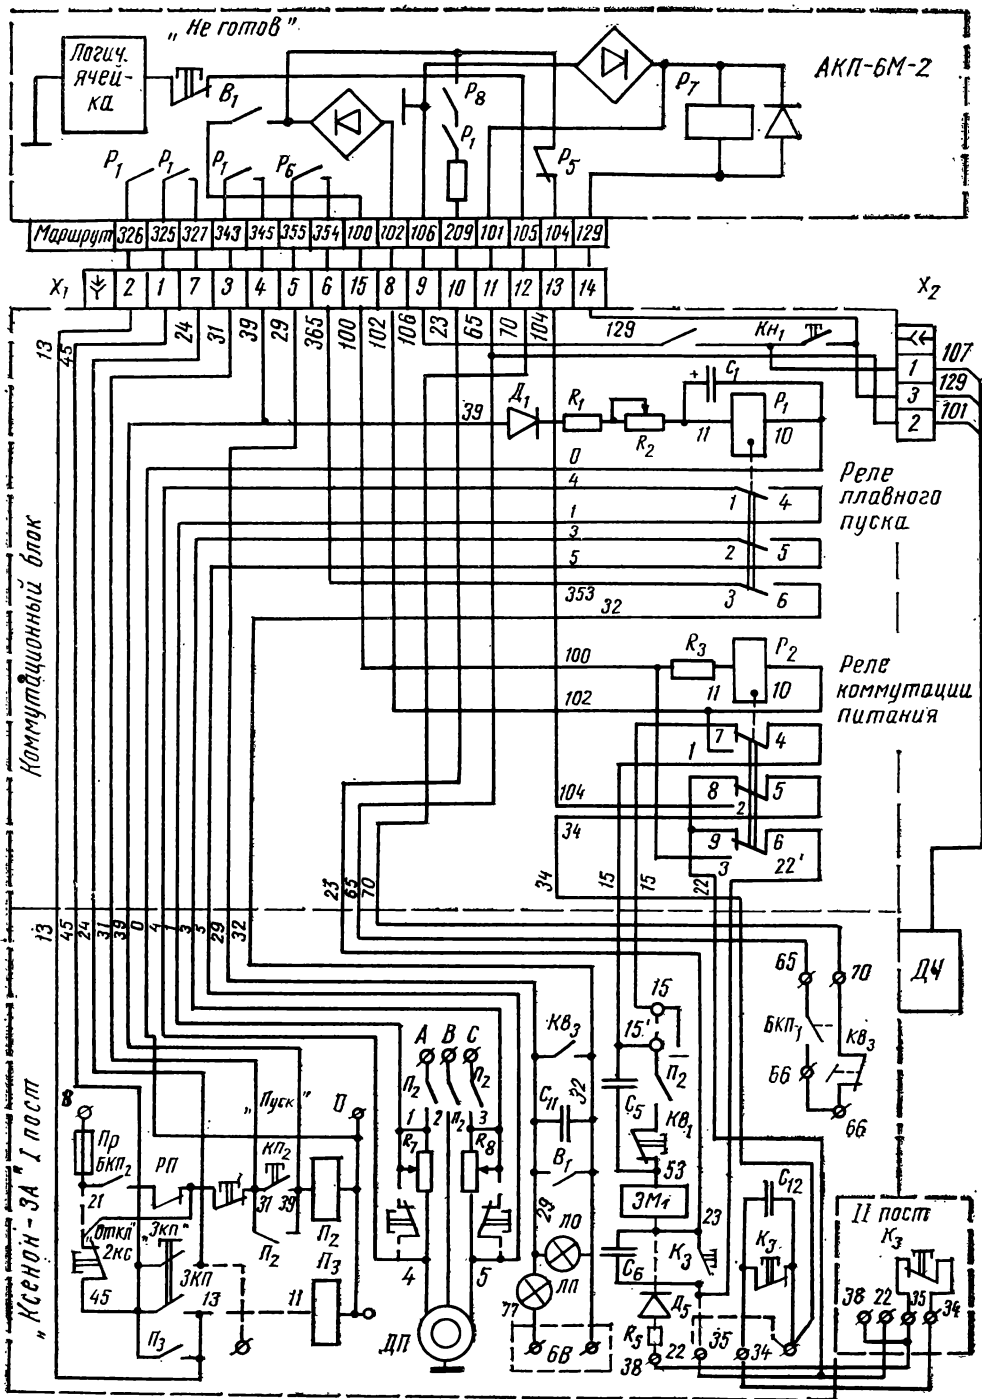 „Не готов"
Логич.
ячей-
ка
В1
Р8
Р1
Р7
АКП-6М-2
Р1
Р1
Р1
Р6
Р5
Маршрут 326 325 327 343 345 355 354 100 102 106 209 101 105 104 129
X1 2 1 7 3 4 5 6 15 8 9 10 11 12 13 14
X2
13 45 24 31 39 29 365 100 102 106 23 65 70 104
129
Кн1
1 107
3 129
2 101
39
Д1
R1
R2
С1
+
11
Р1
10
0
4
1
3
5
353
32
1 4
2 5
3 6
Реле
плавного
пуска
Коммутационный блок
100
102
R3
11
Р2
10
Реле
коммутации
питания
7 4
1
104
8 5
2
34
9 6
3
22'
23 65 70
34 15 15 22
13 45 24 31 39 0 4 1 3 5 29 32
ДЧ
65 70
БКП-1
КВ3
66
66
„Ксенон-3А" I пост
А В С
П2 П2 П2
1 2 3
R7 R8
4 5
ДП
КВ3
С11
32
В1
29
ЛО
ЛП
77
6В
15
15'
П2
С5
КВ1
53
ЭМ1
С6
К3
23
Д5
R5
38
22
35
34
С12
К3
II пост
К3
38 22 35 34
8
Пр
БКП2
РП
21
„Пуск"
КП2
31 39
0
П2
П2
П3
„Откл
2кс"
ЗКП
ЗКП
45
13
11
П3